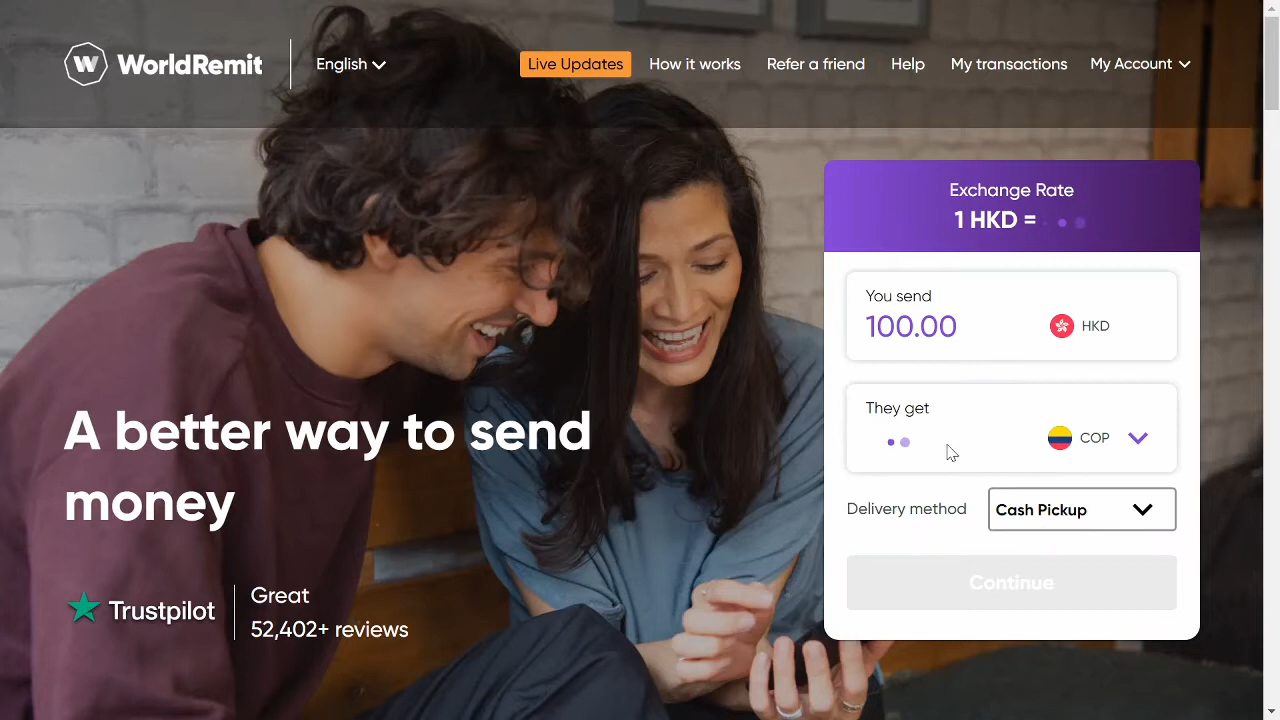 W WorldRemit
English
Live Updates
How it works
Refer a friend
Help
My transactions
My Account
Exchange Rate
1 HKD =
You send
100.00
HKD
They get
COP
Delivery method
Cash Pickup
Continue
A better way to send
money
Trustpilot
Great
52,402+ reviews